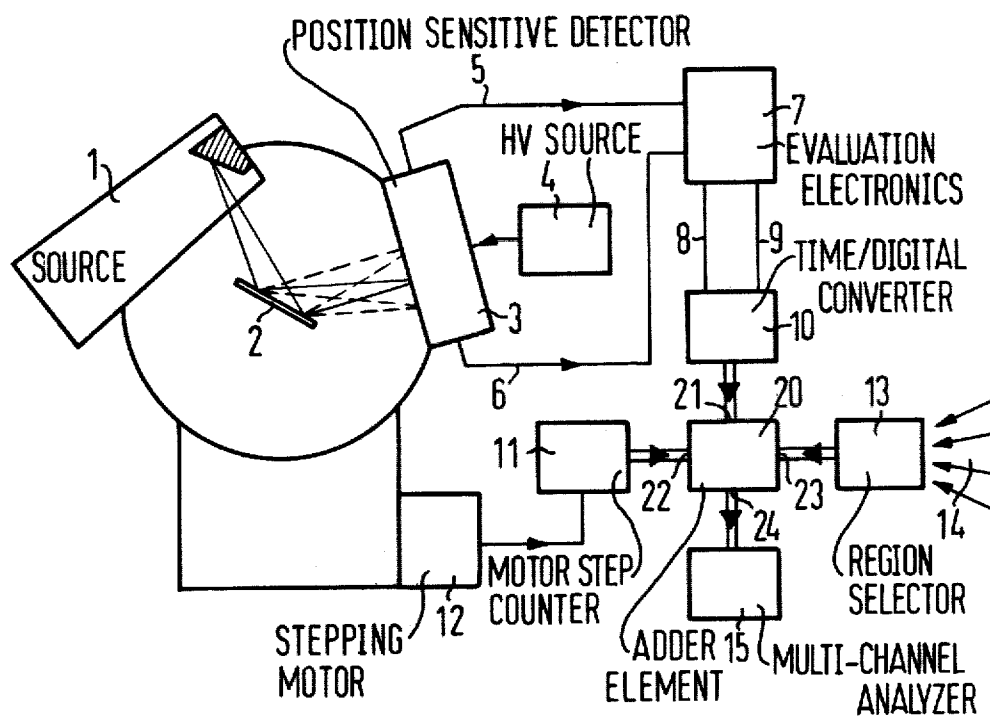 POSITION SENSITIVE DETECTOR
5
7
HV SOURCE
EVALUATION
ELECTRONICS
1
2
SOURCE
4
8
9
TIME/DIGITAL
CONVERTER
3
10
6
21
20
13
11
22
23
24
14
MOTOR STEP
COUNTER
REGION
SELECTOR
12
STEPPING
MOTOR
ADDER
ELEMENT
15
MULTI-CHANNEL
ANALYZER